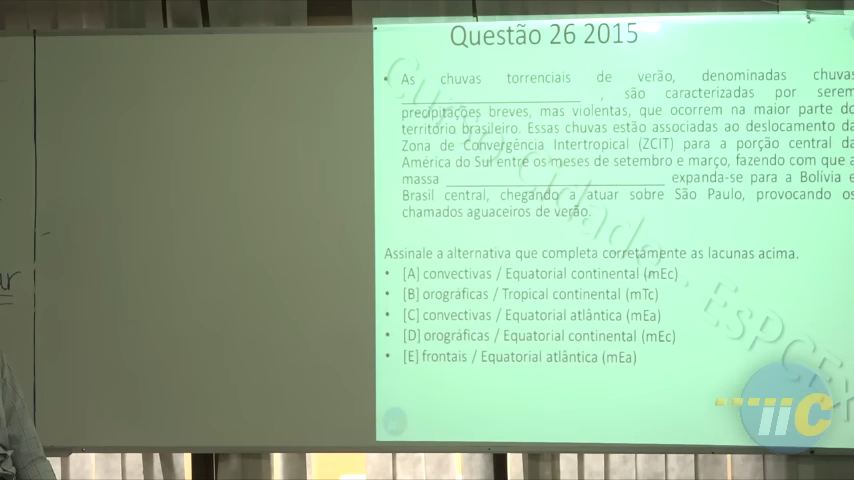 Questão 26 2015
• As chuvas torrenciais de verão, denominadas chuvas
____________________ , são caracterizadas por serem
precipitações breves, mas violentas, que ocorrem na maior parte do
território brasileiro. Essas chuvas estão associadas ao deslocamento da
Zona de Convergência Intertropical (ZCIT) para a porção central da
América do Sul entre os meses de setembro e março, fazendo com que a
massa ________________________ expanda-se para a Bolívia e
Brasil central, chegando a atuar sobre São Paulo, provocando os
chamados aguaceiros de verão.
Assinale a alternativa que completa corretamente as lacunas acima.
• [A] convectivas / Equatorial continental (mEc)
• [B] orográficas / Tropical continental (mTc)
• [C] convectivas / Equatorial atlântica (mEa)
• [D] orográficas / Equatorial continental (mEc)
• [E] frontais / Equatorial atlântica (mEa)
Curso Cidade. EsPCEx
iiC